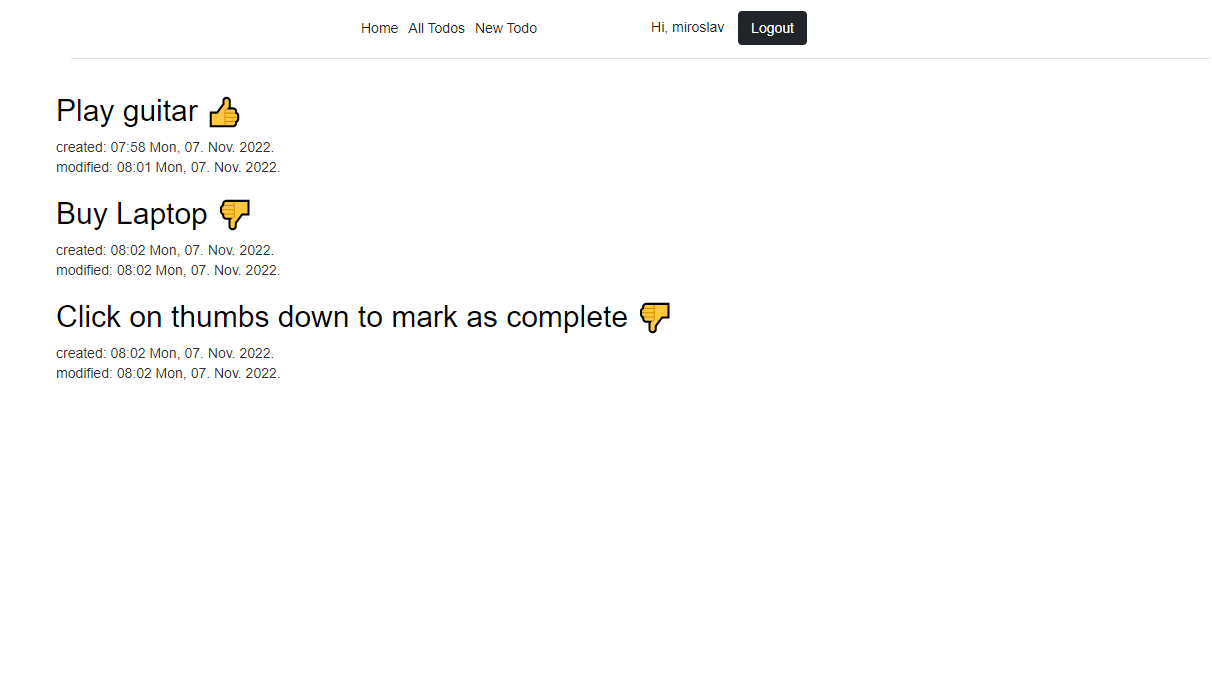 Home All Todos New Todo Hi, miroslav Logout
Play guitar 👍
created: 07:58 Mon, 07. Nov. 2022.
modified: 08:01 Mon, 07. Nov. 2022.
Buy Laptop 👎
created: 08:02 Mon, 07. Nov. 2022.
modified: 08:02 Mon, 07. Nov. 2022.
Click on thumbs down to mark as complete 👎
created: 08:02 Mon, 07. Nov. 2022.
modified: 08:02 Mon, 07. Nov. 2022.